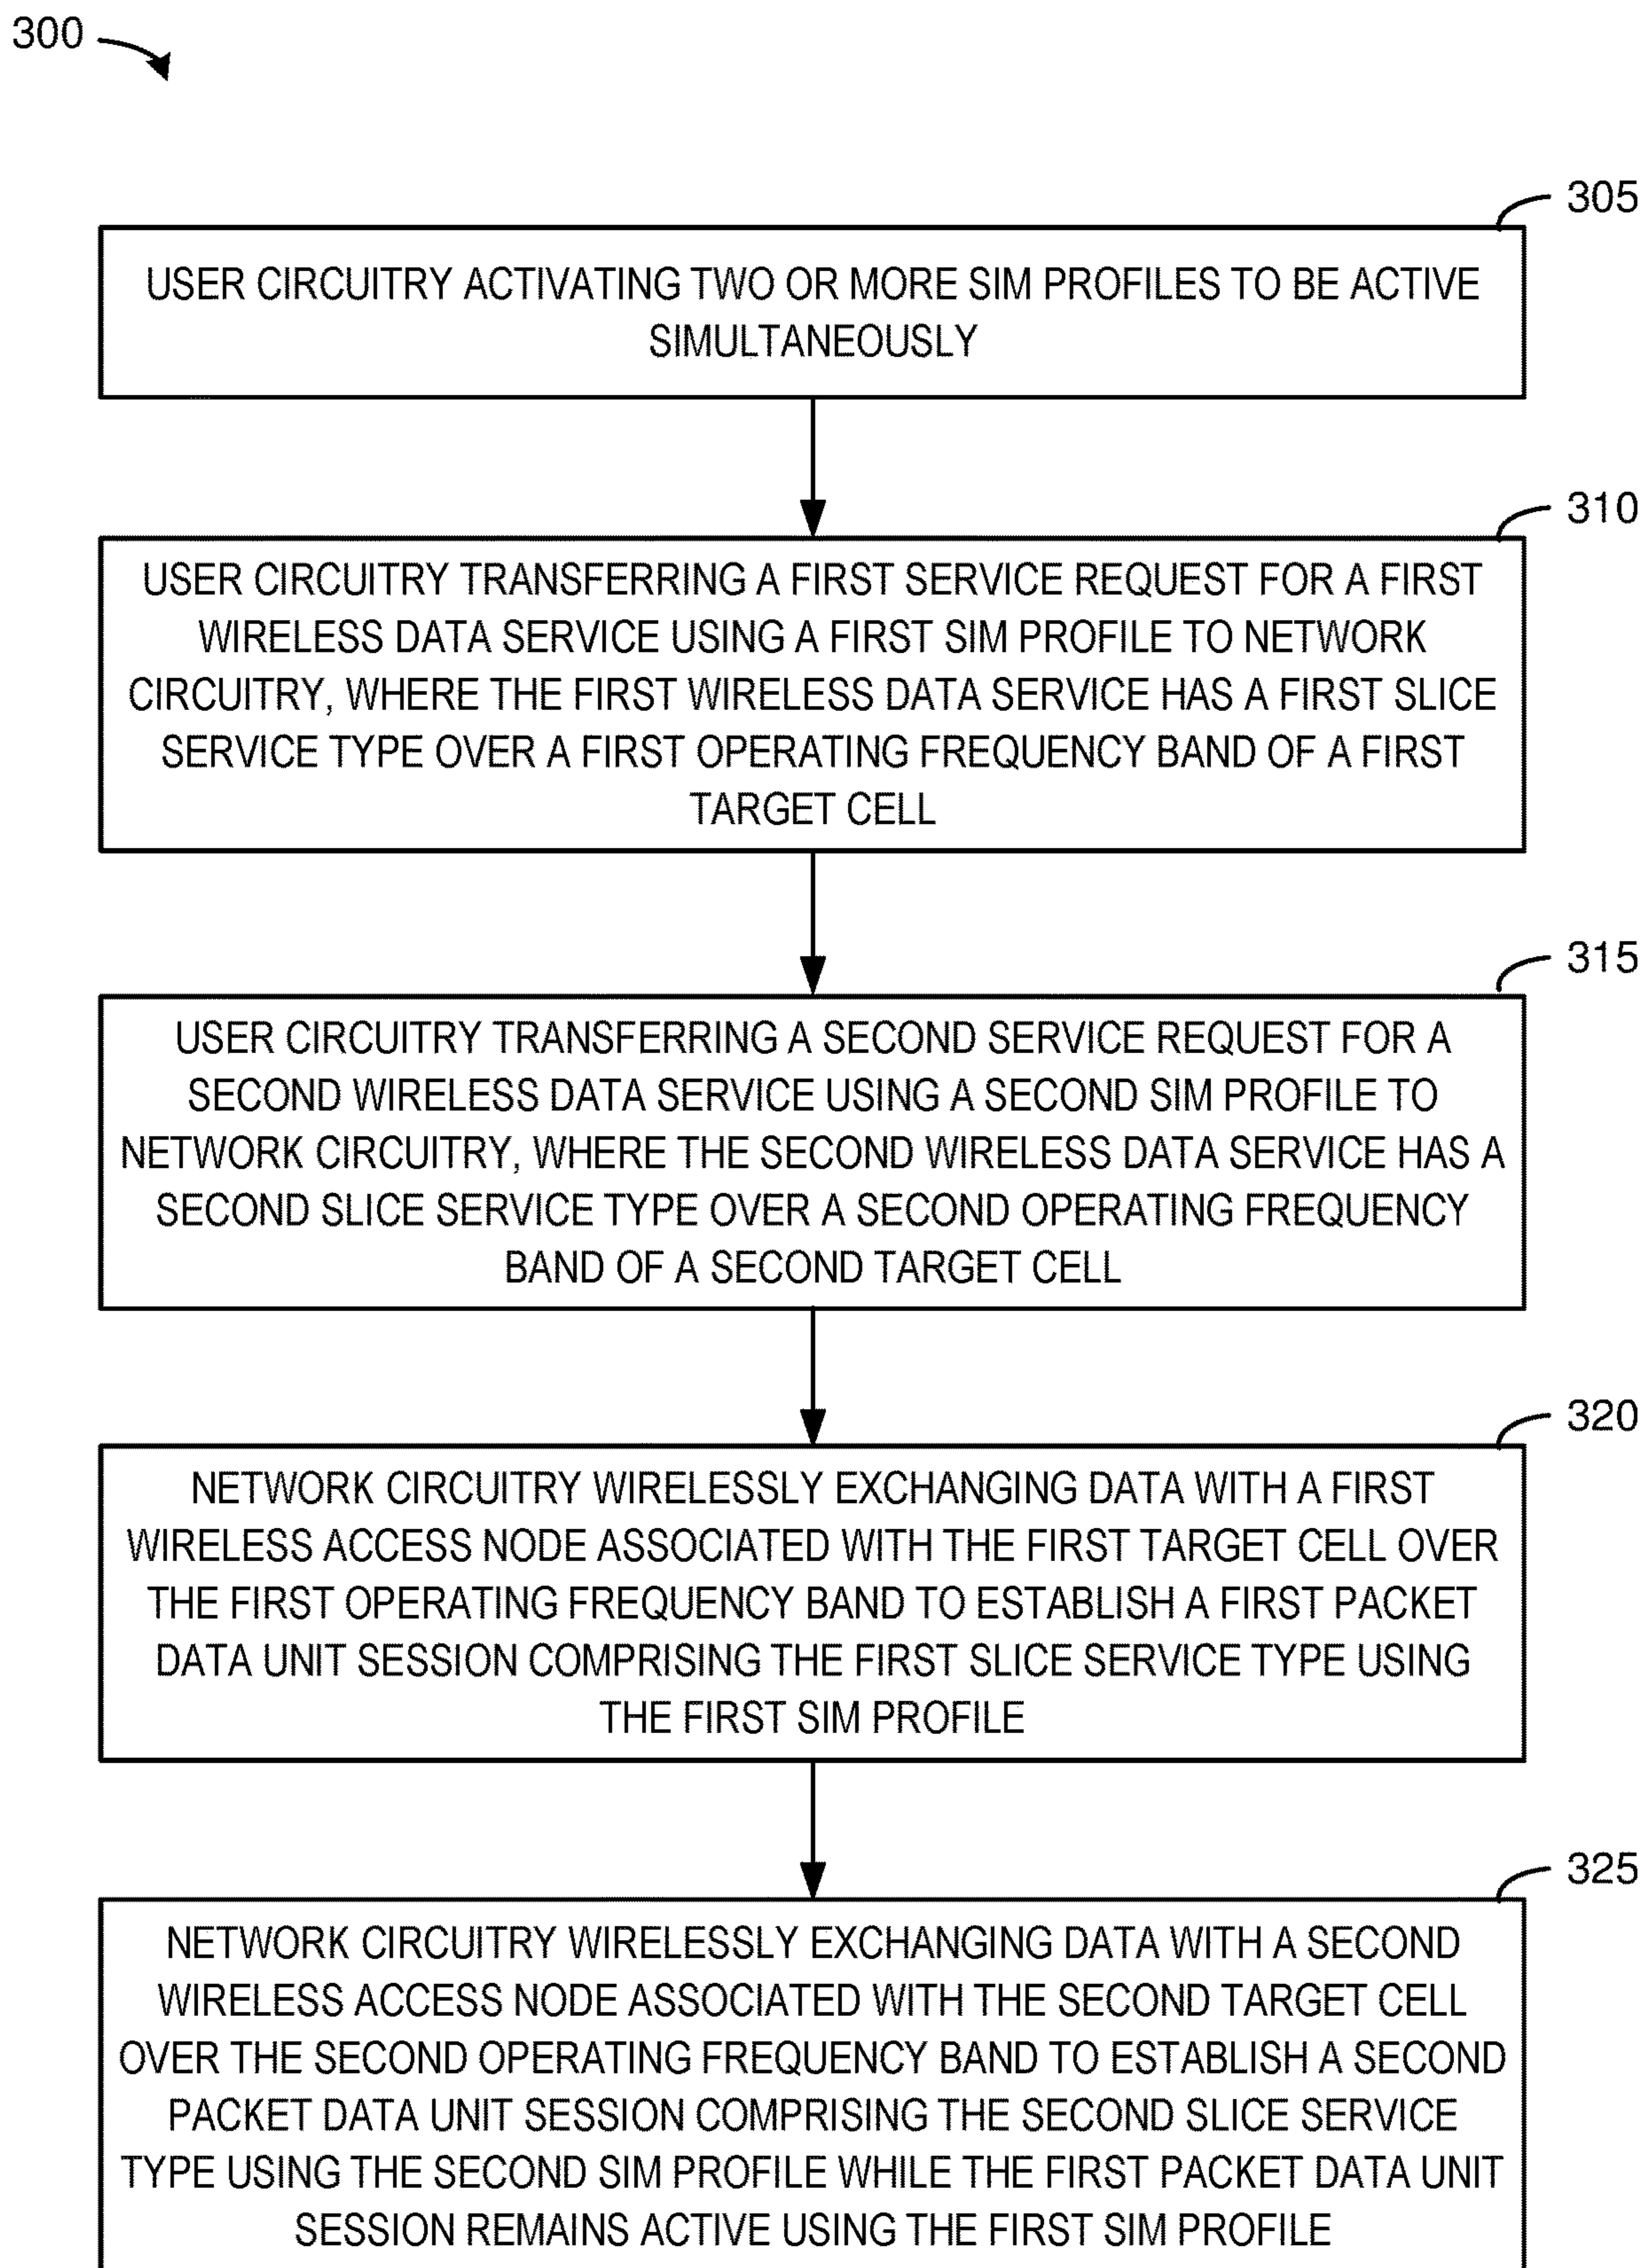 300
305
USER CIRCUITRY ACTIVATING TWO OR MORE SIM PROFILES TO BE ACTIVE
SIMULTANEOUSLY
310
USER CIRCUITRY TRANSFERRING A FIRST SERVICE REQUEST FOR A FIRST
WIRELESS DATA SERVICE USING A FIRST SIM PROFILE TO NETWORK
CIRCUITRY, WHERE THE FIRST WIRELESS DATA SERVICE HAS A FIRST SLICE
SERVICE TYPE OVER A FIRST OPERATING FREQUENCY BAND OF A FIRST
TARGET CELL
315
USER CIRCUITRY TRANSFERRING A SECOND SERVICE REQUEST FOR A
SECOND WIRELESS DATA SERVICE USING A SECOND SIM PROFILE TO
NETWORK CIRCUITRY, WHERE THE SECOND WIRELESS DATA SERVICE HAS A
SECOND SLICE SERVICE TYPE OVER A SECOND OPERATING FREQUENCY
BAND OF A SECOND TARGET CELL
320
NETWORK CIRCUITRY WIRELESSLY EXCHANGING DATA WITH A FIRST
WIRELESS ACCESS NODE ASSOCIATED WITH THE FIRST TARGET CELL OVER
THE FIRST OPERATING FREQUENCY BAND TO ESTABLISH A FIRST PACKET
DATA UNIT SESSION COMPRISING THE FIRST SLICE SERVICE TYPE USING
THE FIRST SIM PROFILE
325
NETWORK CIRCUITRY WIRELESSLY EXCHANGING DATA WITH A SECOND
WIRELESS ACCESS NODE ASSOCIATED WITH THE SECOND TARGET CELL
OVER THE SECOND OPERATING FREQUENCY BAND TO ESTABLISH A SECOND
PACKET DATA UNIT SESSION COMPRISING THE SECOND SLICE SERVICE
TYPE USING THE SECOND SIM PROFILE WHILE THE FIRST PACKET DATA UNIT
SESSION REMAINS ACTIVE USING THE FIRST SIM PROFILE